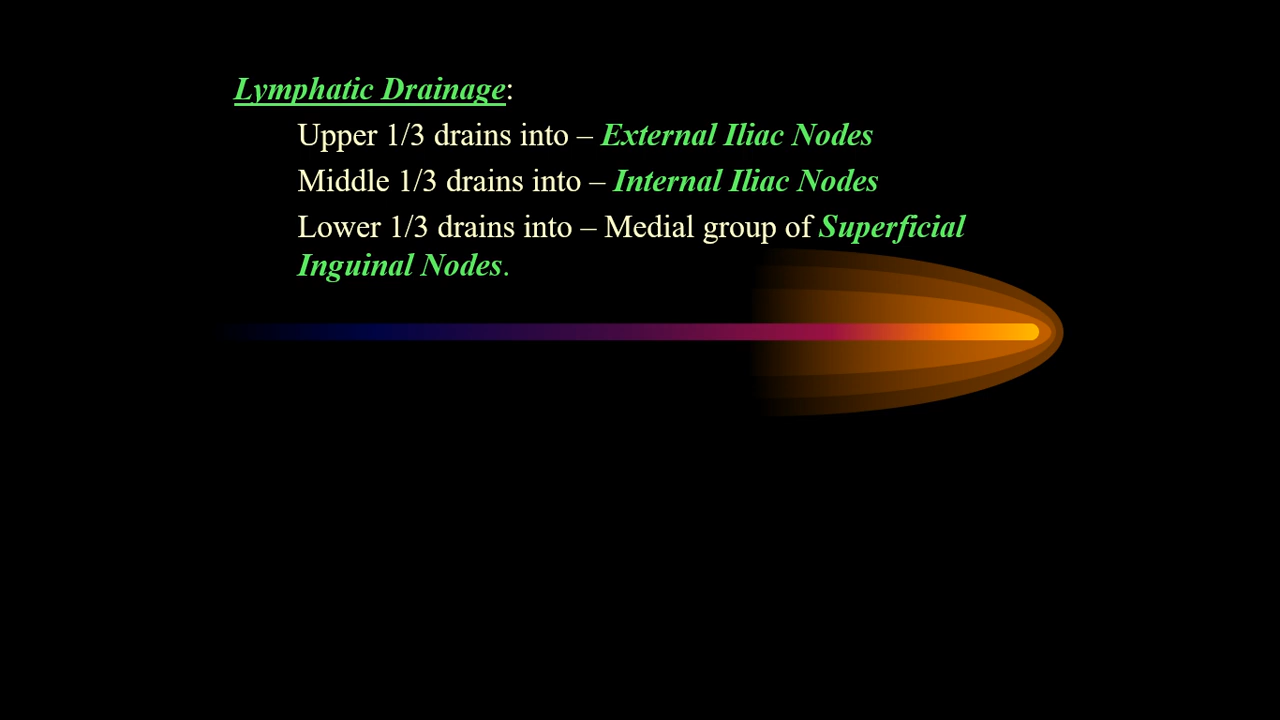 Lymphatic Drainage:
Upper 1/3 drains into – External Iliac Nodes
Middle 1/3 drains into – Internal Iliac Nodes
Lower 1/3 drains into – Medial group of Superficial
Inguinal Nodes.